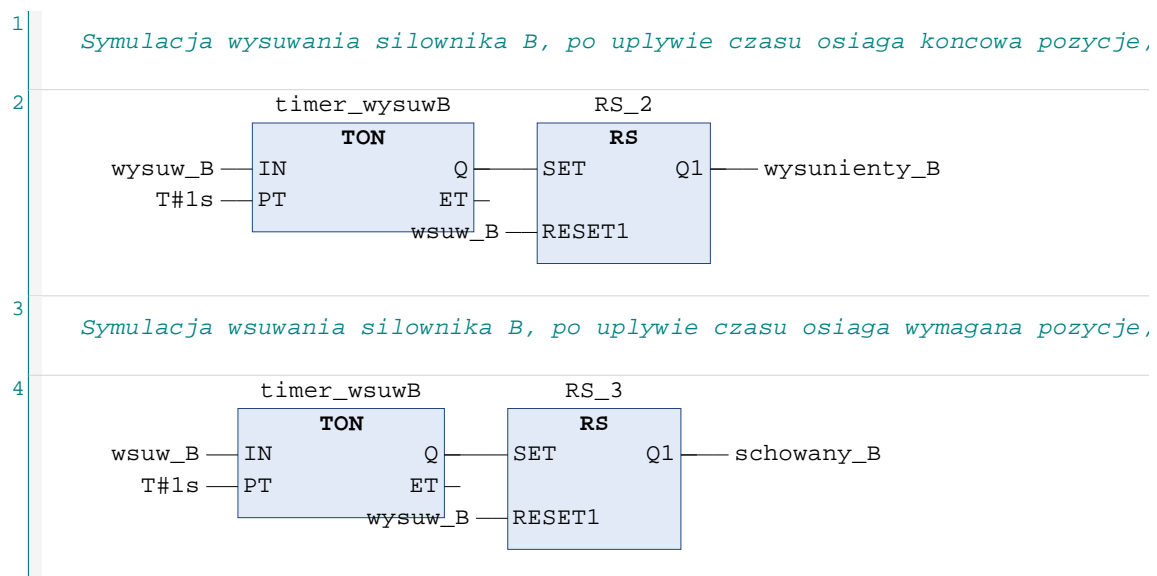 1
Symulacja wysuwania silownika B, po uplywie czasu osiaga koncowa pozycje,
2
timer_wysuwB RS_2
TON RS
wysuw_B IN Q SET Q1 wysunienty_B
T#1s PT ET
wsuw_B RESET1
3
Symulacja wsuwania silownika B, po uplywie czasu osiaga wymagana pozycje,
4
timer_wsuwB RS_3
TON RS
wsuw_B IN Q SET Q1 schowany_B
T#1s PT ET
wysuw_B RESET1